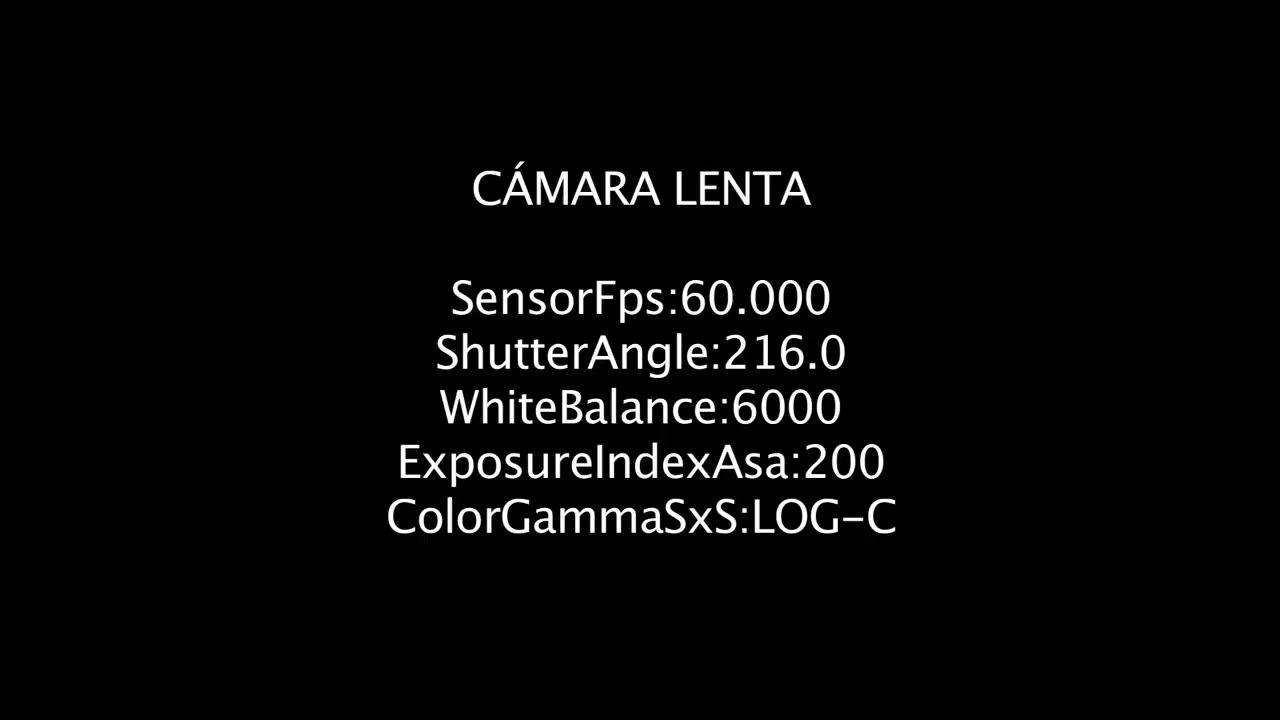 CÁMARA LENTA
SensorFps:60.000
ShutterAngle:216.0
WhiteBalance:6000
ExposureIndexAsa:200
ColorGammaSxS:LOG-C